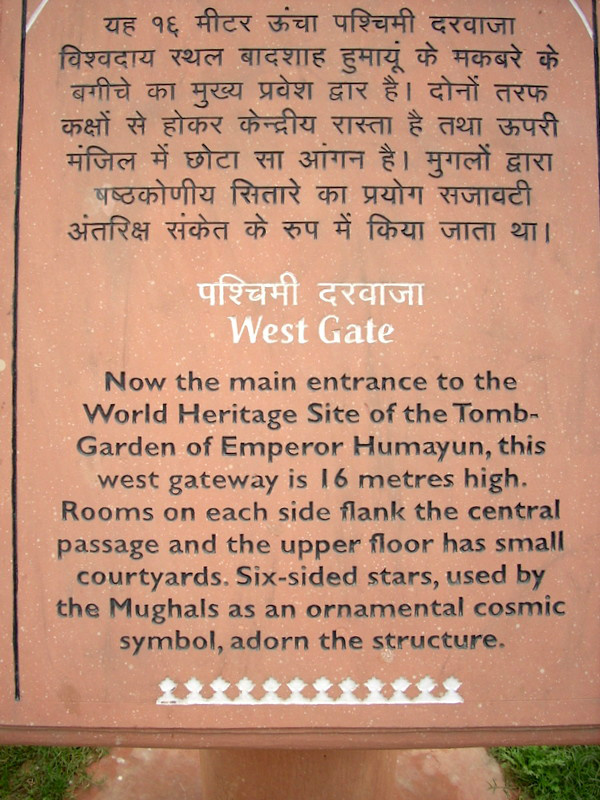 यह १६ मीटर ऊंचा पश्चिमी दरवाजा
विश्वदाय स्थल बादशाह हुमायूं के मकबरे के
बगीचे का मुख्य प्रवेश द्वार है। दोनों तरफ
कक्षों से होकर केन्द्रीय रास्ता है तथा ऊपरी
मंजिल में छोटा सा आंगन है। मुगलों द्वारा
षष्ठकोणीय सितारे का प्रयोग सजावटी
अंतरिक्ष संकेत के रुप में किया जाता था।
पश्चिमी दरवाजा
West Gate
Now the main entrance to the
World Heritage Site of the Tomb-
Garden of Emperor Humayun, this
west gateway is 16 metres high.
Rooms on each side flank the central
passage and the upper floor has small
courtyards. Six-sided stars, used by
the Mughals as an ornamental cosmic
symbol, adorn the structure.